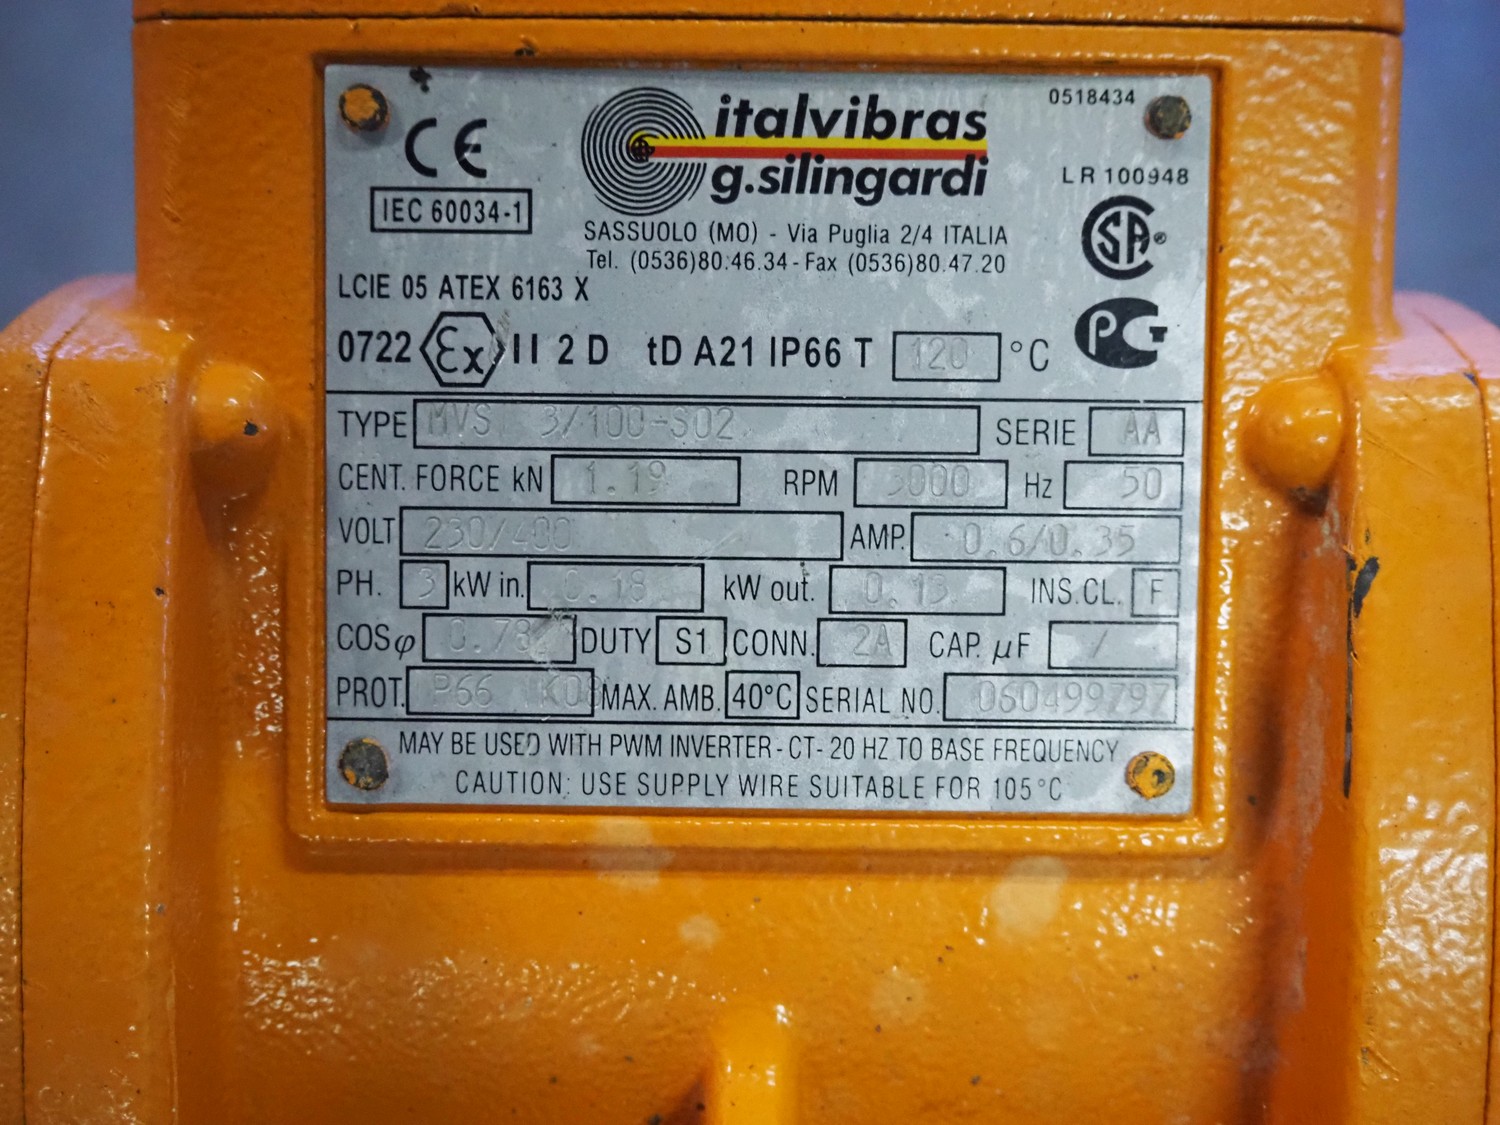 italvibras
g.silingardi
0518434
CE
IEC 60034-1
LR 100948
SASSUOLO (MO) - Via Puglia 2/4 ITALIA
Tel. (0536)80.46.34 - Fax (0536)80.47.20
SA ®
LCIE 05 ATEX 6163 X
0722 Ex II 2 D tD A21 IP66 T 120 °C
TYPE MVS 3/100-S02 SERIE AA
CENT. FORCE kN 1.19 RPM 3000 Hz 50
VOLT 230/400 AMP. 0.6/0.35
PH. 3 kW in. 0.18 kW out. 0.13 INS.CL. F
COSφ DUTY S1 CONN. 2A CAP. µF /
PROT. MAX. AMB. 40°C SERIAL NO. 060499797
MAY BE USED WITH PWM INVERTER - CT - 20 HZ TO BASE FREQUENCY
CAUTION: USE SUPPLY WIRE SUITABLE FOR 105°C